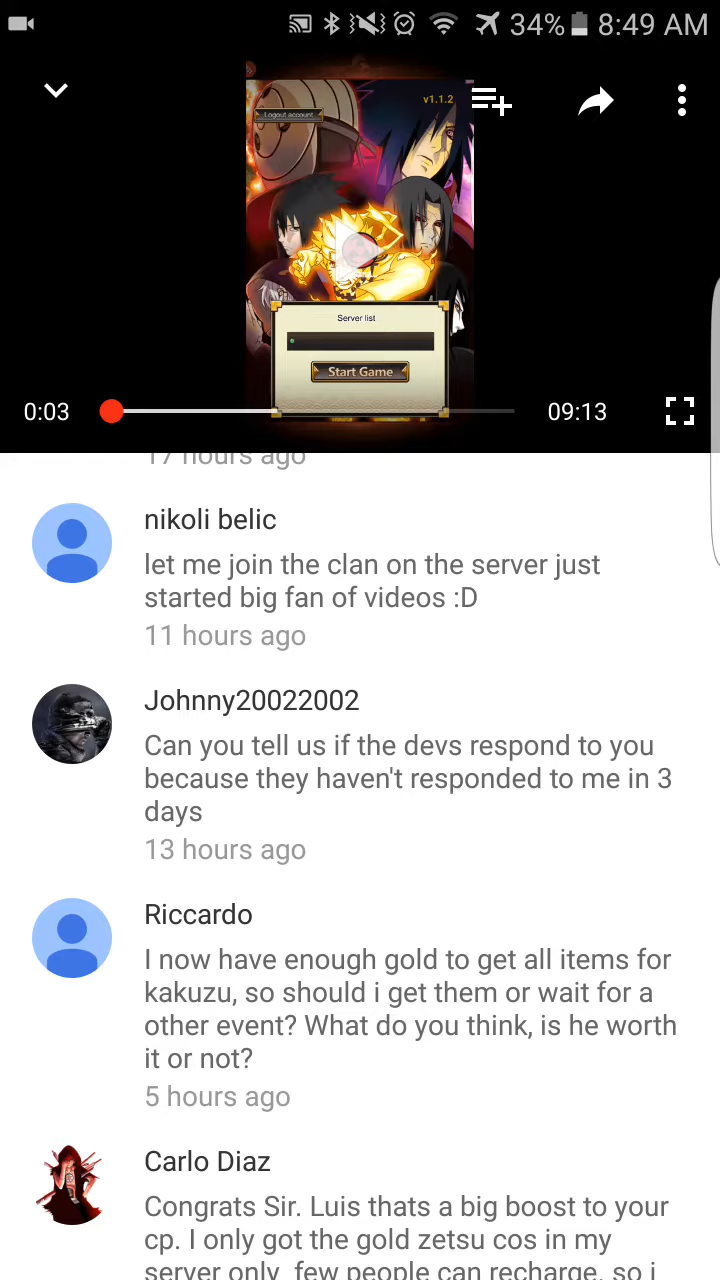 34% 8:49 AM
v1.1.2
Logout account
Server list
Start Game
0:03
09:13
17 hours ago
nikoli belic
let me join the clan on the server just
started big fan of videos :D
11 hours ago
Johnny20022002
Can you tell us if the devs respond to you
because they haven't responded to me in 3
days
13 hours ago
Riccardo
I now have enough gold to get all items for
kakuzu, so should i get them or wait for a
other event? What do you think, is he worth
it or not?
5 hours ago
Carlo Diaz
Congrats Sir. Luis thats a big boost to your
cp. I only got the gold zetsu cos in my
server only, few people can recharge, so i